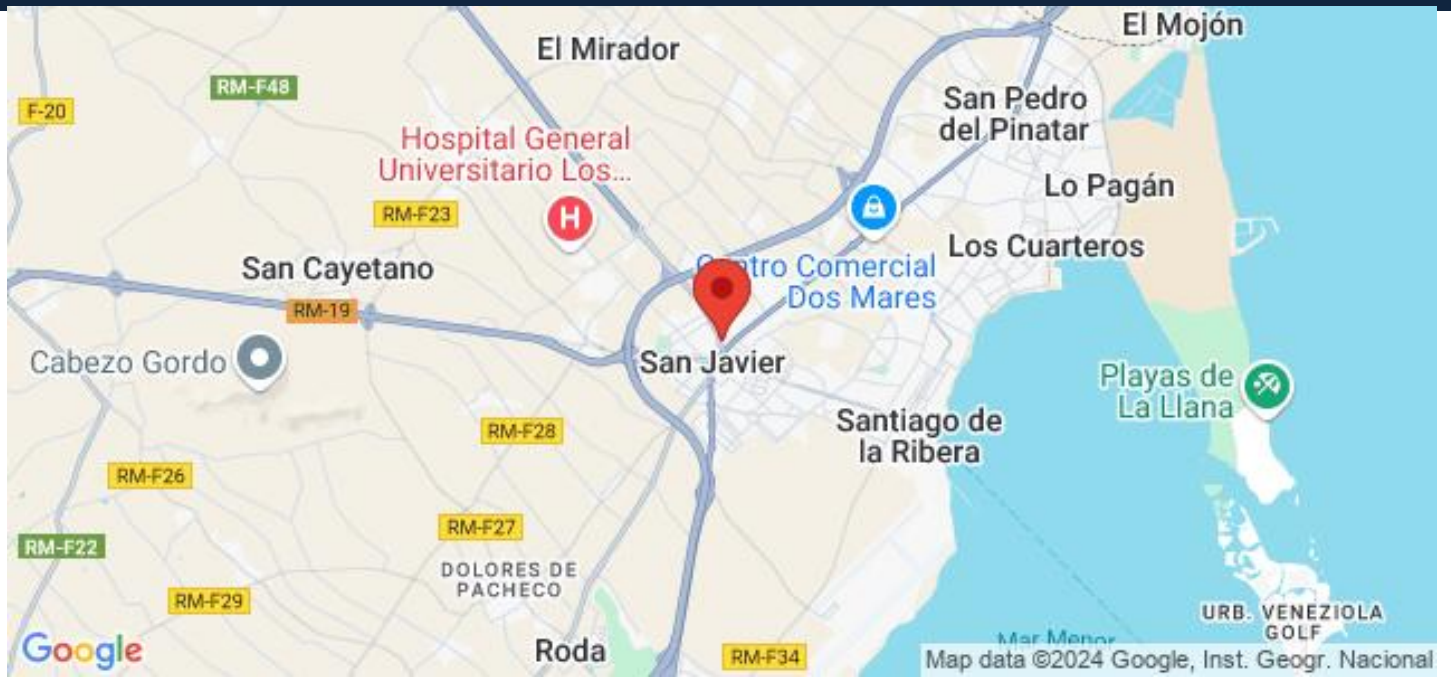 El Mojón
El Mirador
RM-F48
F-20
San Pedro
del Pinatar
Hospital General
Universitario Los...
H
Lo Pagán
RM-F23
Los Cuarteros
San Cayetano
Comercial
Dos Mares
RM-19
Cabezo Gordo
San Javier
Playas de
La Llana
Santiago de
la Ribera
RM-F28
RM-F26
RM-F27
RM-F22
DOLORES DE
PACHECO
RM-F29
URB. VENEZIOLA
GOLF
Google
Roda
RM-F34
Mar Menor
Map data ©2024 Google, Inst. Geogr. Nacional